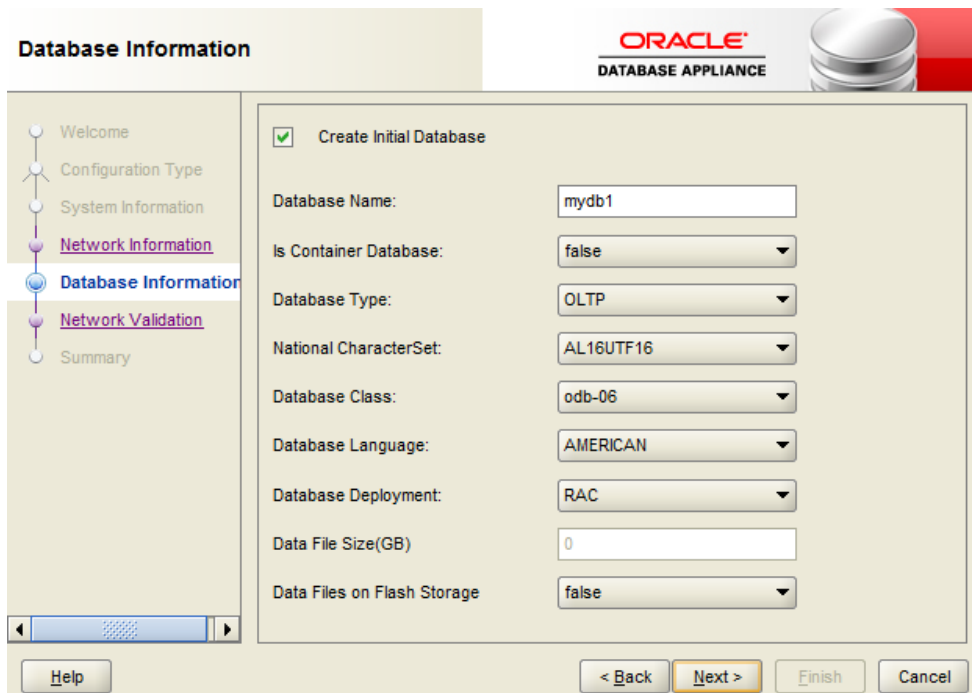 Database Information
ORACLE
DATABASE APPLIANCE
Welcome
Configuration Type
System Information
Network Information
Database Information
Network Validation
Summary
Create Initial Database
Database Name: mydb1
Is Container Database: false
Database Type: OLTP
National CharacterSet: AL16UTF16
Database Class: odb-06
Database Language: AMERICAN
Database Deployment: RAC
Data File Size(GB) 0
Data Files on Flash Storage false
Help
< Back
Next >
Finish
Cancel